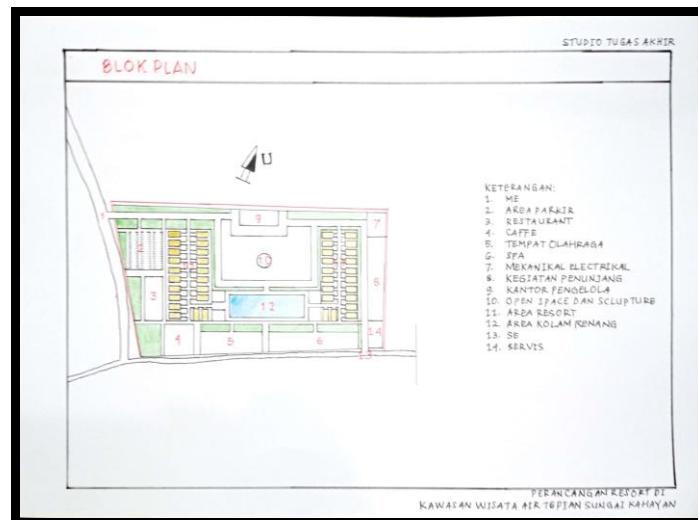 STUDIO TUGAS AKHIR
BLOK PLAN
U
1
9
7
2
10
3
8
12
4
5
6
14
13
KETERANGAN:
1. ME
2. AREA PARKIR
3. RESTAURANT
4. CAFFE
5. TEMPAT OLAHRAGA
6. SPA
7. MEKANIKAL ELECTRIKAL
8. KEGIATAN PENUNJANG
9. KANTOR PENGELOLA
10. OPEN SPACE DAN SCLUPTURE
11. AREA RESORT
12. AREA KOLAM RENANG
13. SE
14. SERVIS
PERANCANGAN RESORT DI
KAWASAN WISATA AIR TEPIAN SUNGAI KAHAYAN